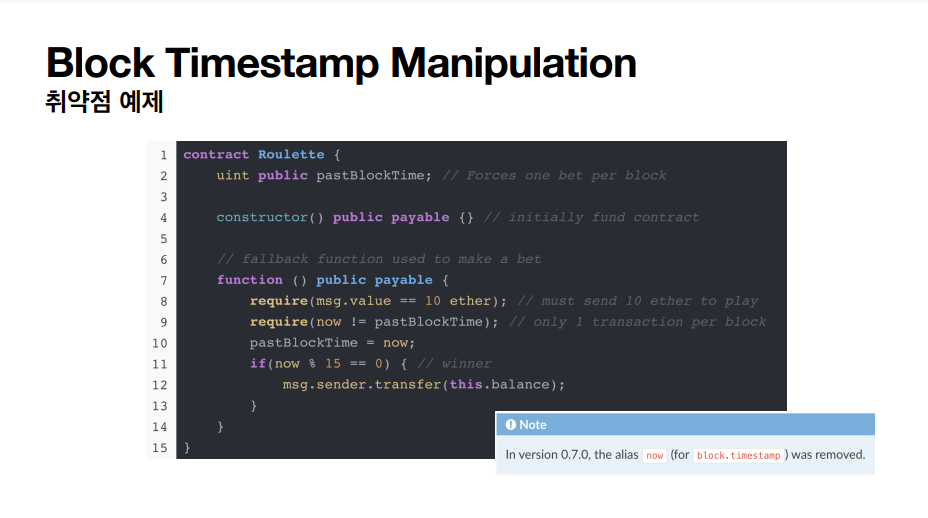 Block Timestamp Manipulation
취약점 예제
1 contract Roulette {
2 uint public pastBlockTime; // Forces one bet per block
3
4 constructor() public payable {} // initially fund contract
5
6 // fallback function used to make a bet
7 function () public payable {
8 require(msg.value == 10 ether); // must send 10 ether to play
9 require(now != pastBlockTime); // only 1 transaction per block
10 pastBlockTime = now;
11 if(now % 15 == 0) { // winner
12 msg.sender.transfer(this.balance);
13 }
14 }
15 }
Note
In version 0.7.0, the alias now (for block.timestamp ) was removed.